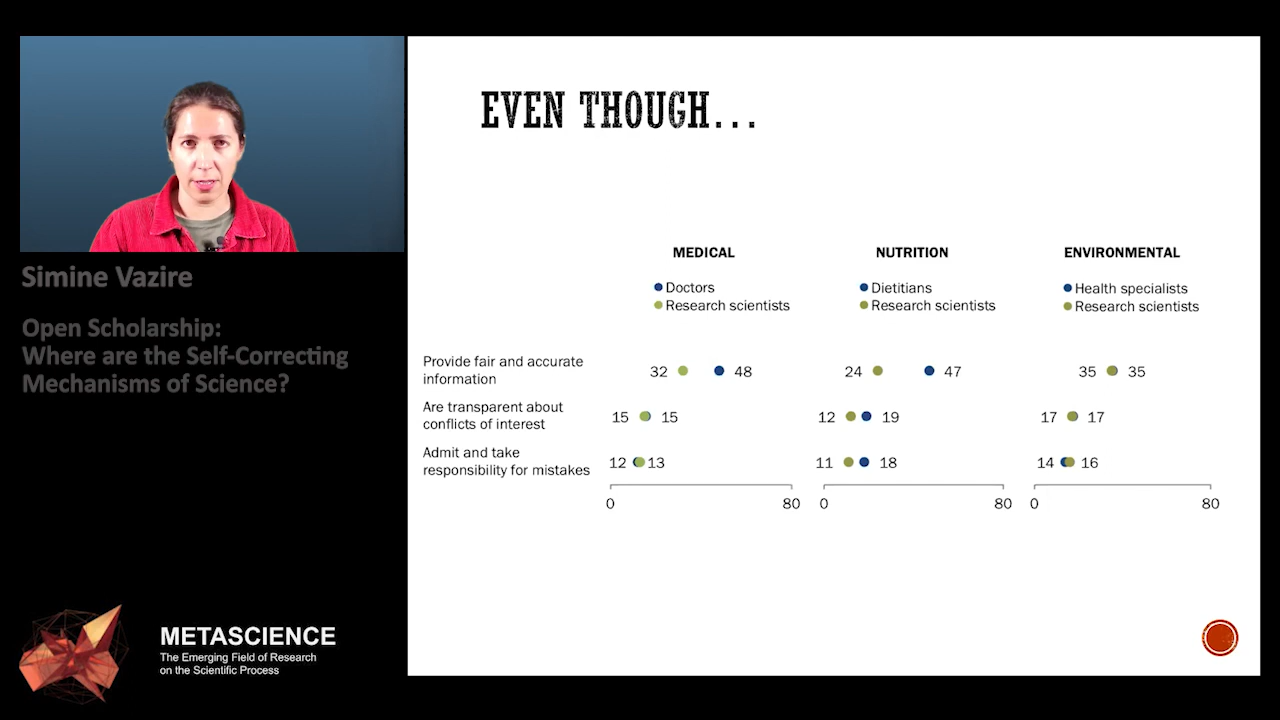 EVEN THOUGH...
MEDICAL
Doctors
Research scientists
NUTRITION
Dietitians
Research scientists
ENVIRONMENTAL
Health specialists
Research scientists
Provide fair and accurate
information
32 48 24 47 35 35
Are transparent about
conflicts of interest
15 15 12 19 17 17
Admit and take
responsibility for mistakes
12 13 11 18 14 16
0 80 0 80 0 80
Simine Vazire
Open Scholarship:
Where are the Self-Correcting
Mechanisms of Science?
METASCIENCE
The Emerging Field of Research
on the Scientific Process